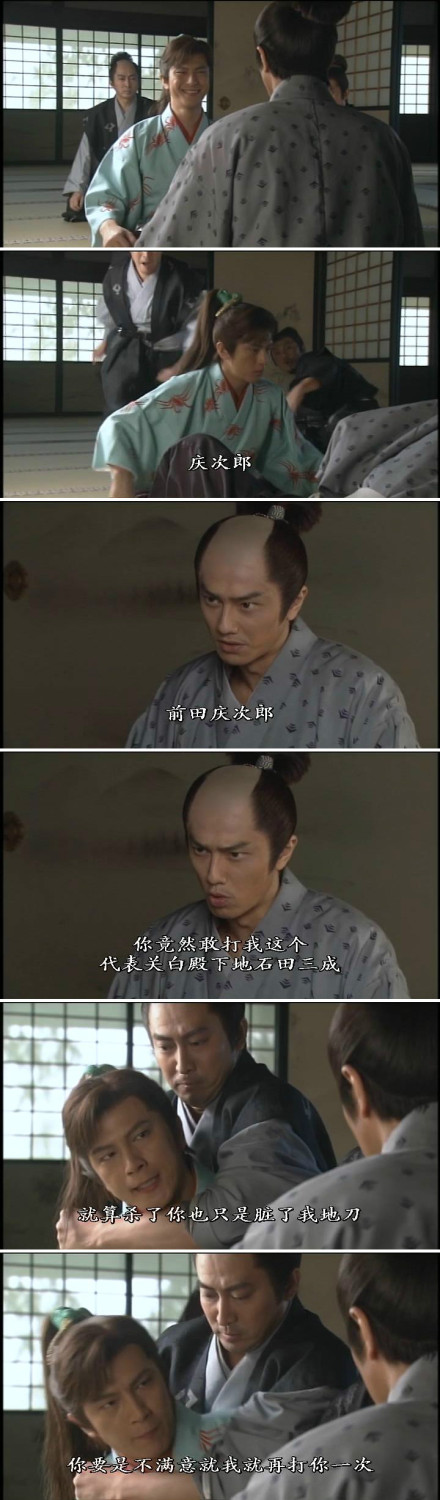 庆次郎
前田庆次郎
你竟然敢打我这个
代表关白殿下地石田三成
就算杀了你也只是脏了我地刀
你要是不满意就我就再打你一次